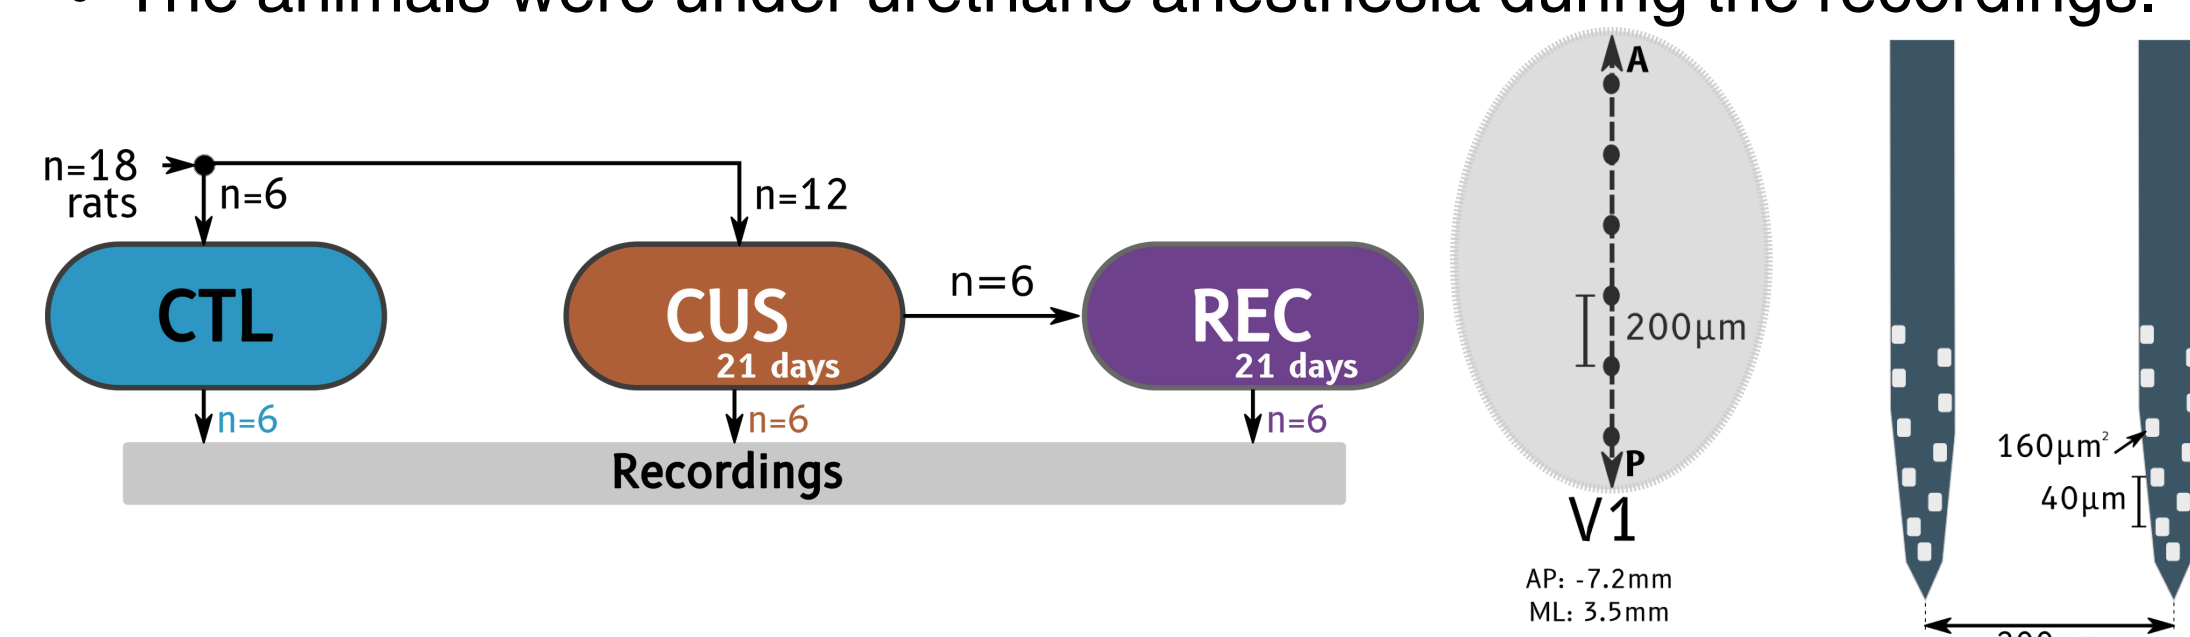 • The animals were under urethane anesthesia during the recordings.
n=18
rats
n=6
n=12
CTL
CUS
21 days
n=6
REC
21 days
n=6
n=6
n=6
Recordings
A
200µm
P
V1
AP: -7.2mm
ML: 3.5mm
160µm²
40µm